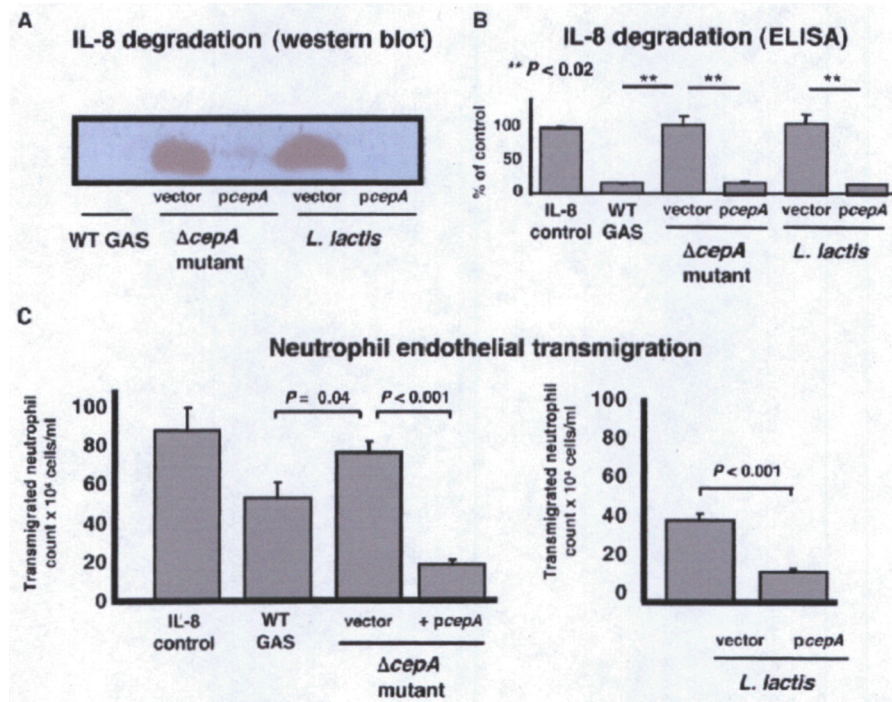 A
IL-8 degradation (western blot)
vector pcepA vector pcepA
WT GAS ΔcepA mutant L. lactis
B
IL-8 degradation (ELISA)
** P < 0.02
** ** **
% of control
100
50
0
IL-8 control WT GAS vector pcepA vector pcepA
ΔcepA mutant L. lactis
C
Neutrophil endothelial transmigration
Transmigrated neutrophil count x 10⁴ cells/ml
100
80
60
40
20
0
P = 0.04 P < 0.001
IL-8 control WT GAS vector + pcepA
ΔcepA mutant
Transmigrated neutrophil count x 10⁴ cells/ml
100
80
60
40
20
0
P < 0.001
vector pcepA
L. lactis